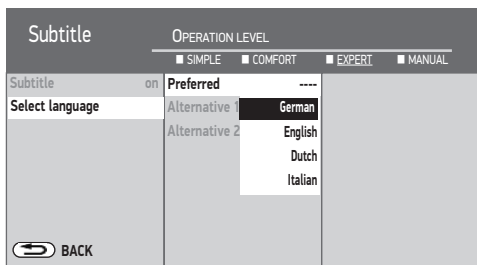 Subtitle
OPERATION LEVEL
SIMPLE COMFORT EXPERT MANUAL
Subtitle on Preferred ----
Select language Alternative 1 German
Alternative 2 English
Dutch
Italian
BACK